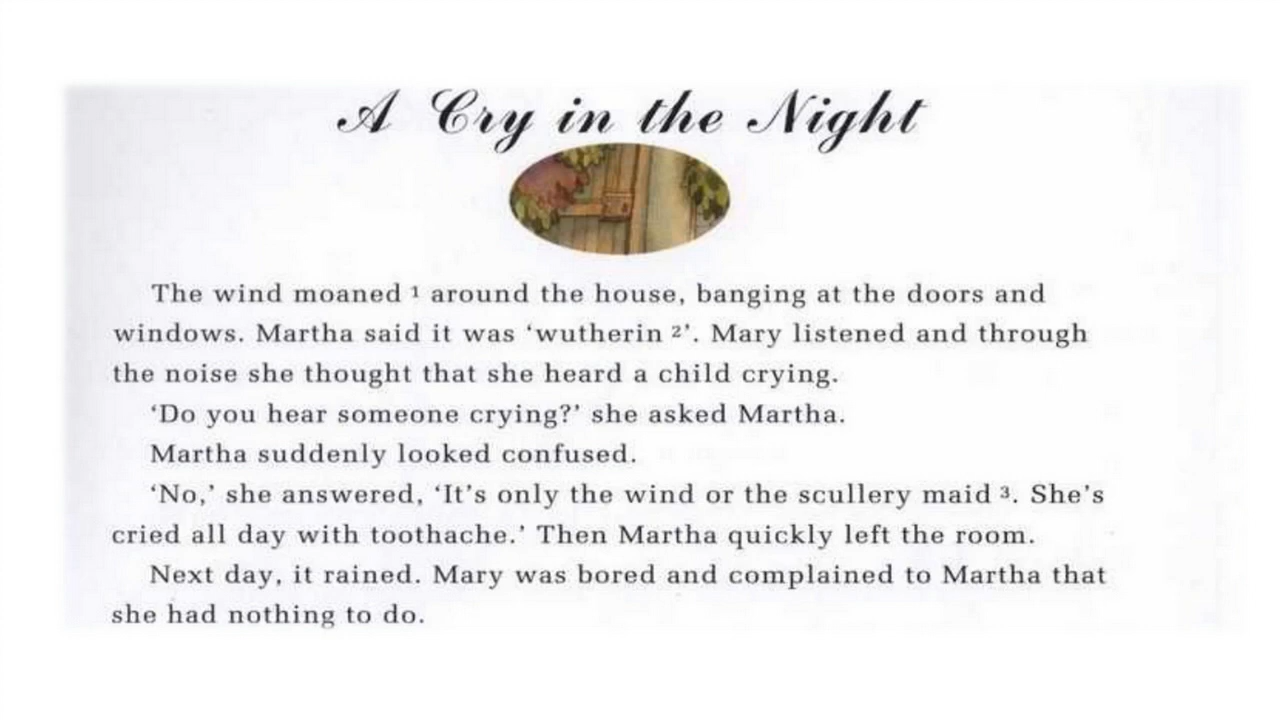 A Cry in the Night
The wind moaned ¹ around the house, banging at the doors and
windows. Martha said it was ‘wutherin ²’. Mary listened and through
the noise she thought that she heard a child crying.
‘Do you hear someone crying?’ she asked Martha.
Martha suddenly looked confused.
‘No,’ she answered, ‘It’s only the wind or the scullery maid ³. She’s
cried all day with toothache.’ Then Martha quickly left the room.
Next day, it rained. Mary was bored and complained to Martha that
she had nothing to do.